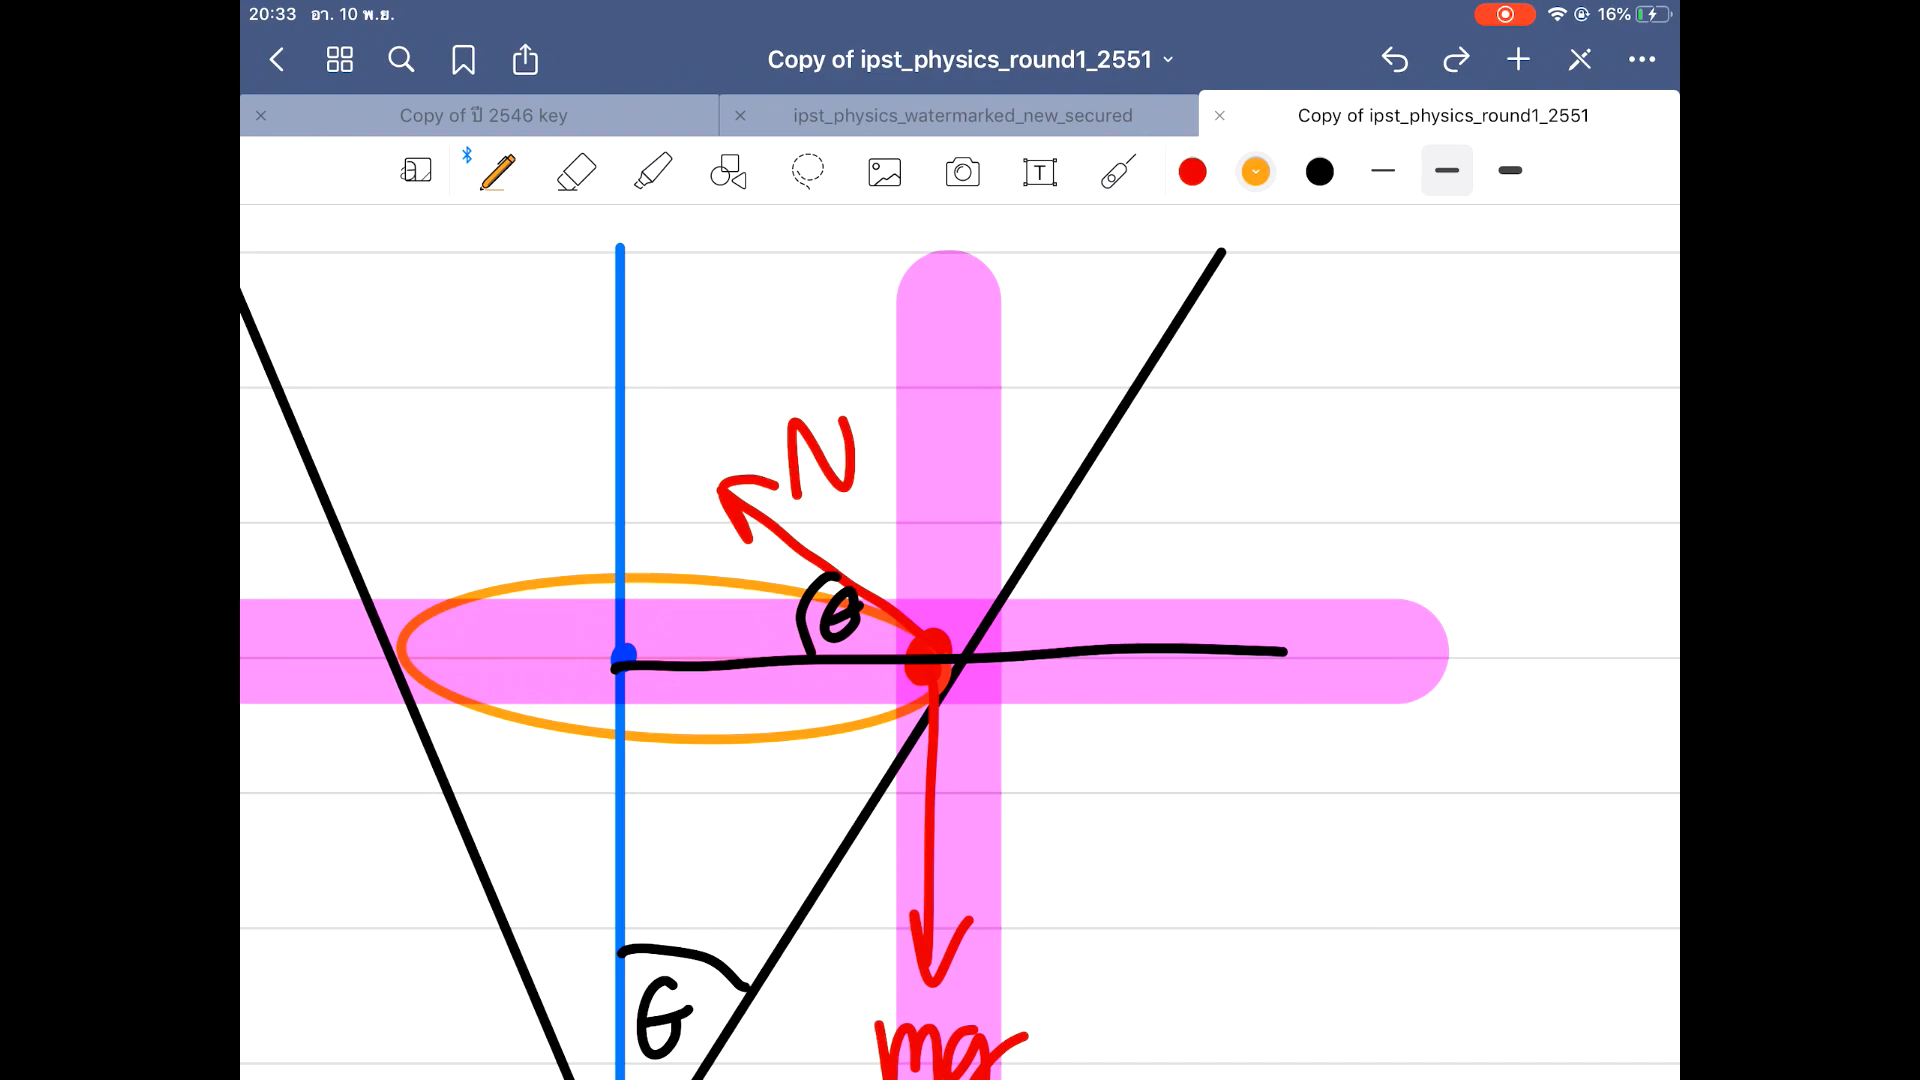 20:33 อา. 10 พ.ย.
16%
Copy of ipst_physics_round1_2551
Copy of ปี 2546 key
ipst_physics_watermarked_new_secured
Copy of ipst_physics_round1_2551
T
N
θ
θ
mg